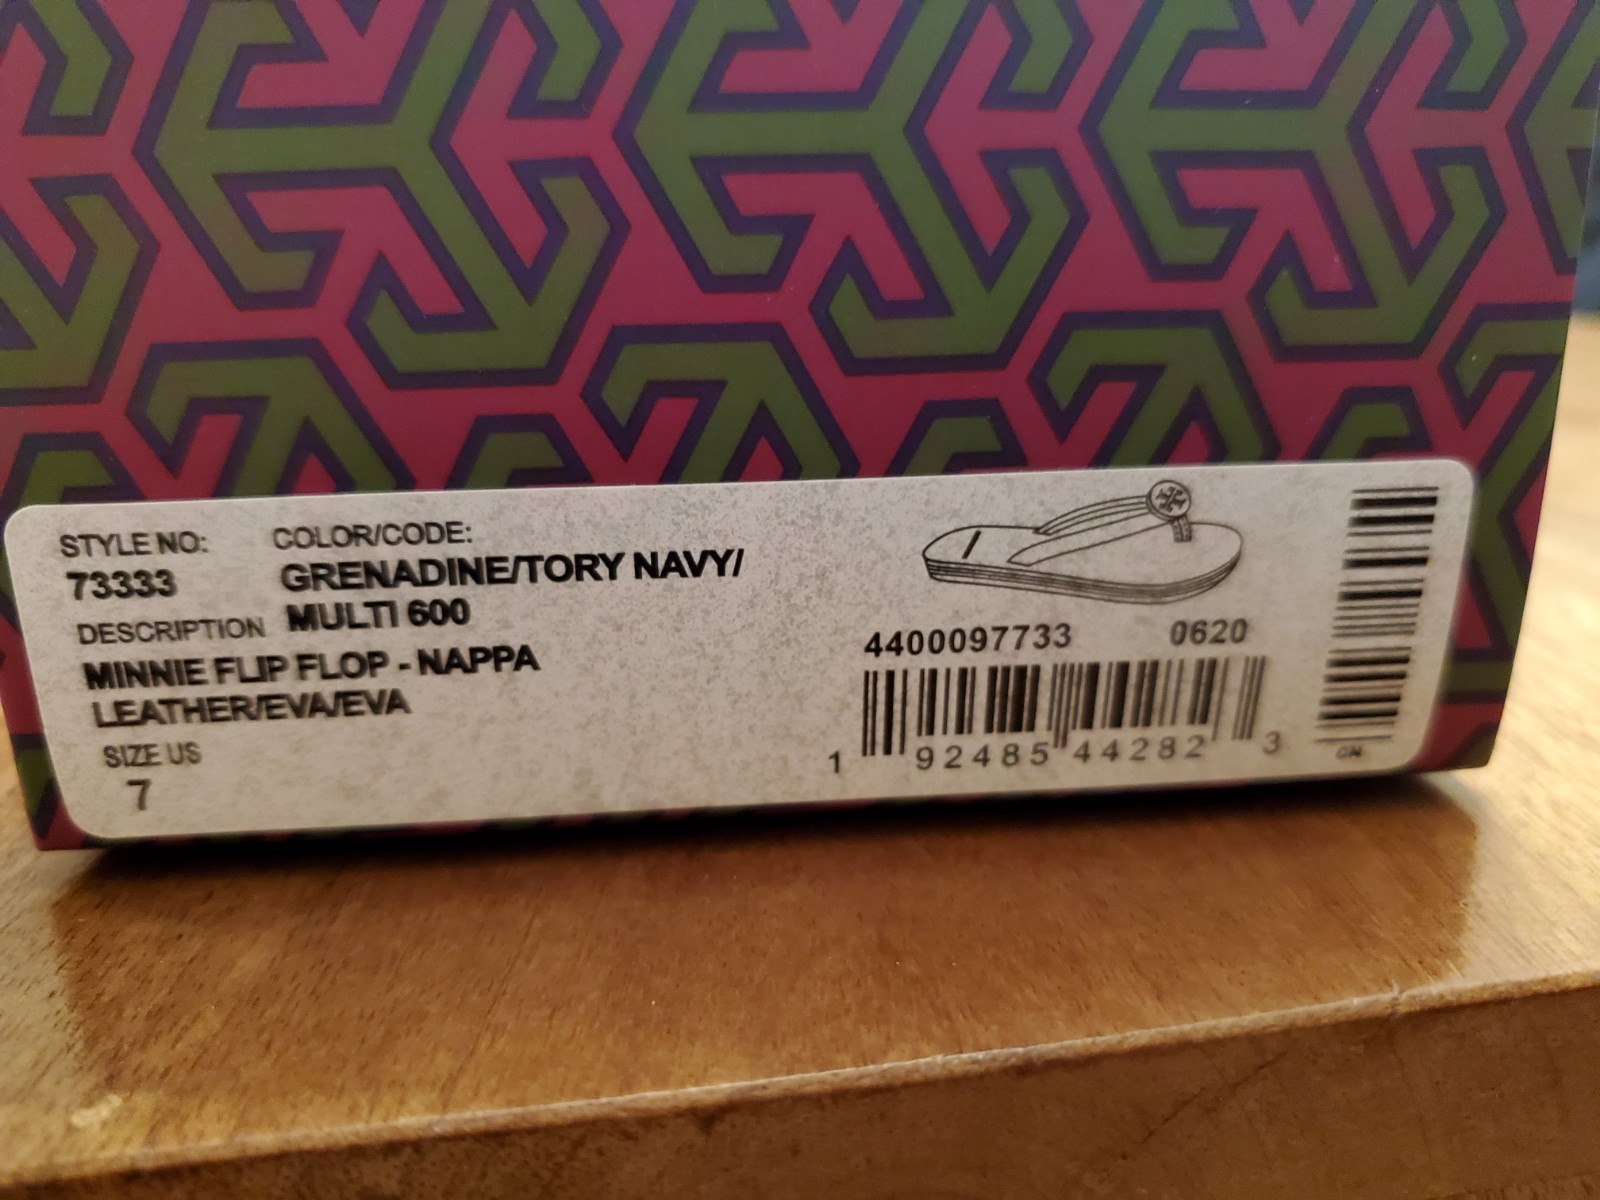 STYLE NO:
73333
COLOR/CODE:
GRENADINE/TORY NAVY/
MULTI 600
DESCRIPTION
MINNIE FLIP FLOP - NAPPA
LEATHER/EVA/EVA
SIZE US
7
4400097733 0620
1 92485 44282 3